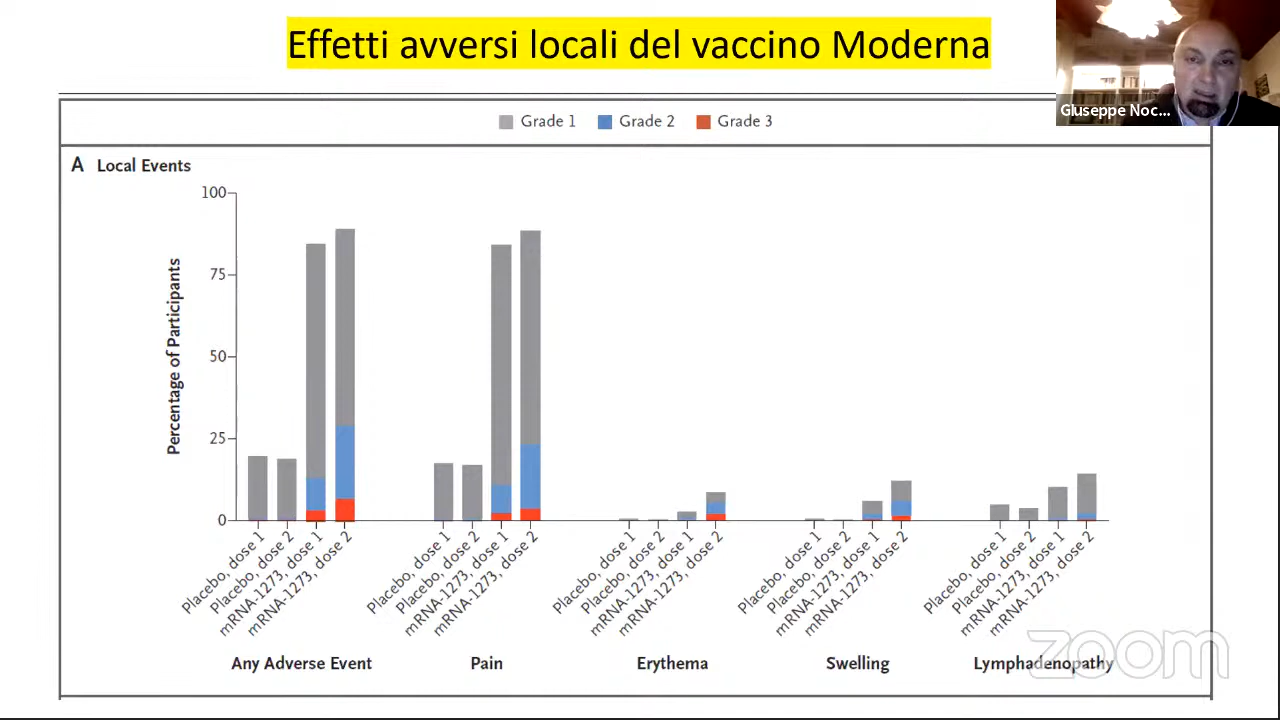 Effetti avversi locali del vaccino Moderna
Giuseppe Noc...
Grade 1 Grade 2 Grade 3
A Local Events
Percentage of Participants
100
75
50
25
0
Placebo, dose 1
Placebo, dose 2
mRNA-1273, dose 1
mRNA-1273, dose 2
Placebo, dose 1
Placebo, dose 2
mRNA-1273, dose 1
mRNA-1273, dose 2
Placebo, dose 1
Placebo, dose 2
mRNA-1273, dose 1
mRNA-1273, dose 2
Placebo, dose 1
Placebo, dose 2
mRNA-1273, dose 1
mRNA-1273, dose 2
Placebo, dose 1
Placebo, dose 2
mRNA-1273, dose 1
mRNA-1273, dose 2
Any Adverse Event
Pain
Erythema
Swelling
Lymphadenopathy
zoom